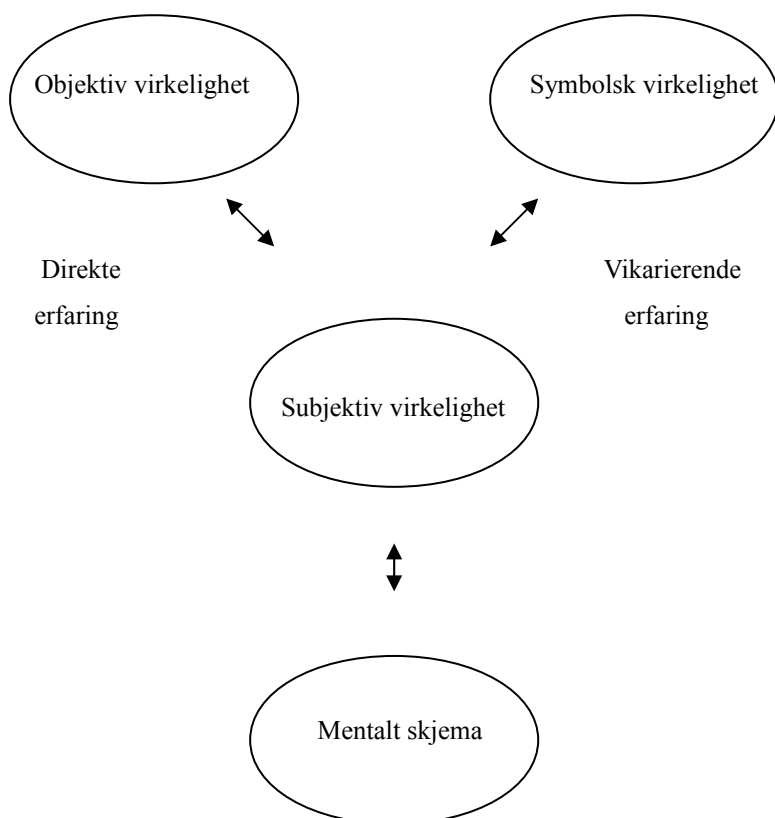 Objektiv virkelighet
Symbolsk virkelighet
Direkte
erfaring
Vikarierende
erfaring
Subjektiv virkelighet
Mentalt skjema